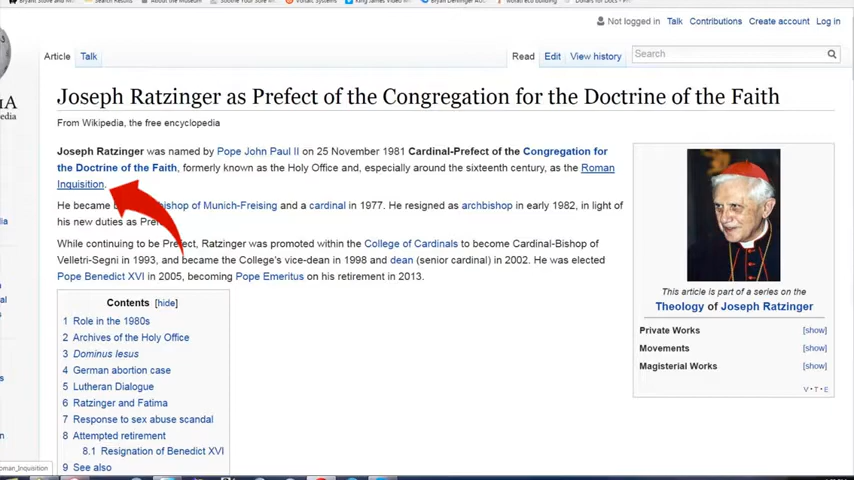 Not logged in Talk Contributions Create account Log in
Article Talk Read Edit View history Search
Joseph Ratzinger as Prefect of the Congregation for the Doctrine of the Faith
From Wikipedia, the free encyclopedia
Joseph Ratzinger was named by Pope John Paul II on 25 November 1981 Cardinal-Prefect of the Congregation for
the Doctrine of the Faith, formerly known as the Holy Office and, especially around the sixteenth century, as the Roman
Inquisition.
He became of Munich-Freising and a cardinal in 1977. He resigned as archbishop in early 1982, in light of
his new duties as
While continuing to be Prefect, Ratzinger was promoted within the College of Cardinals to become Cardinal-Bishop of
Velletri-Segni in 1993, and became the College's vice-dean in 1998 and dean (senior cardinal) in 2002. He was elected
Pope Benedict XVI in 2005, becoming Pope Emeritus on his retirement in 2013.
Contents [hide]
1 Role in the 1980s
2 Archives of the Holy Office
3 Dominus Iesus
4 German abortion case
5 Lutheran Dialogue
6 Ratzinger and Fatima
7 Response to sex abuse scandal
8 Attempted retirement
8.1 Resignation of Benedict XVI
9 See also
This article is part of a series on the
Theology of Joseph Ratzinger
Private Works [show]
Movements [show]
Magisterial Works [show]
V·T·E